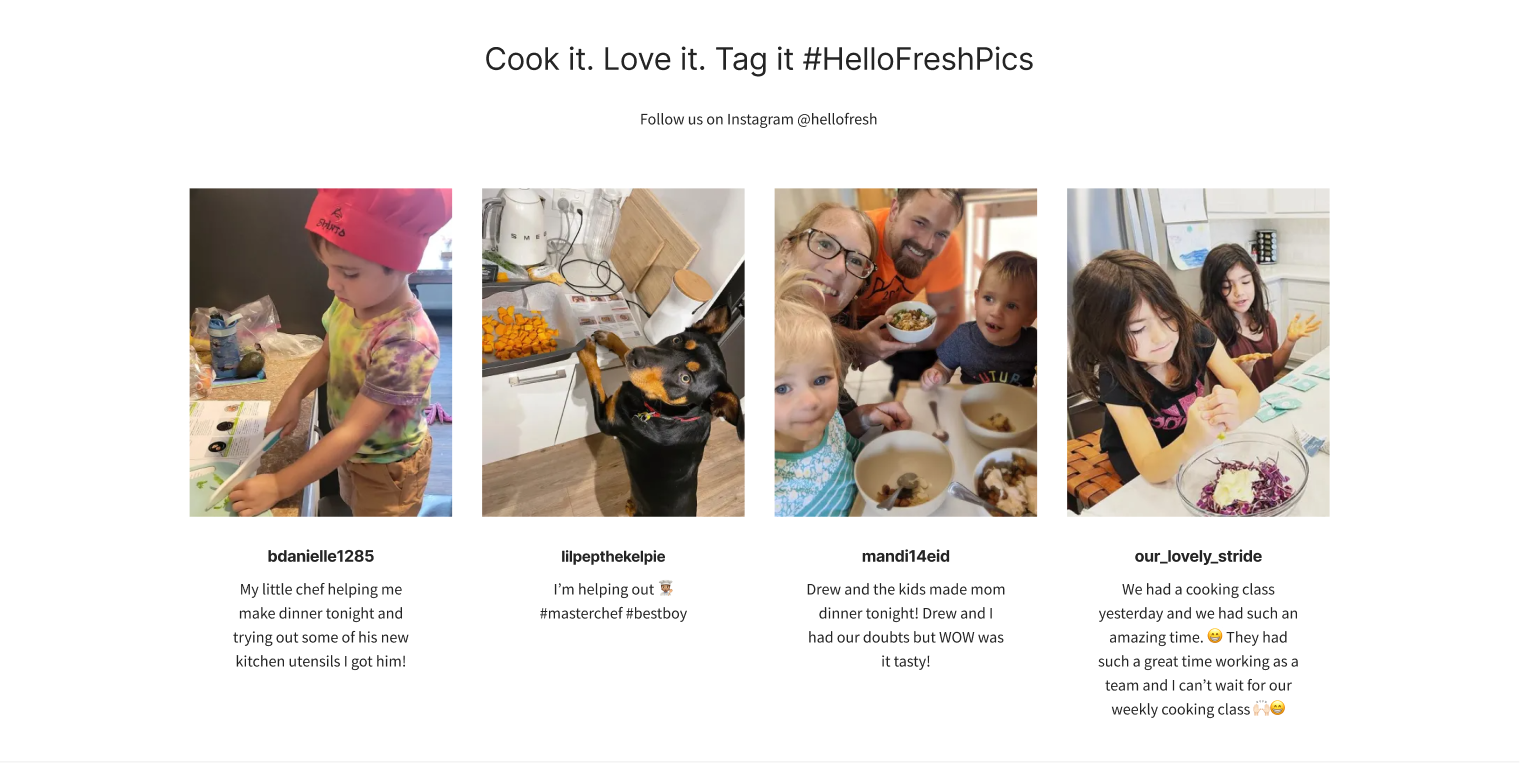 Cook it. Love it. Tag it #HelloFreshPics
Follow us on Instagram @hellofresh
SMEG
bdanielle1285
My little chef helping me
make dinner tonight and
trying out some of his new
kitchen utensils I got him!
lilpepthekelpie
I’m helping out 👨🏽‍🍳
#masterchef #bestboy
mandi14eid
Drew and the kids made mom
dinner tonight! Drew and I
had our doubts but WOW was
it tasty!
our_lovely_stride
We had a cooking class
yesterday and we had such an
amazing time. 😁 They had
such a great time working as a
team and I can’t wait for our
weekly cooking class 🙌🏻😁